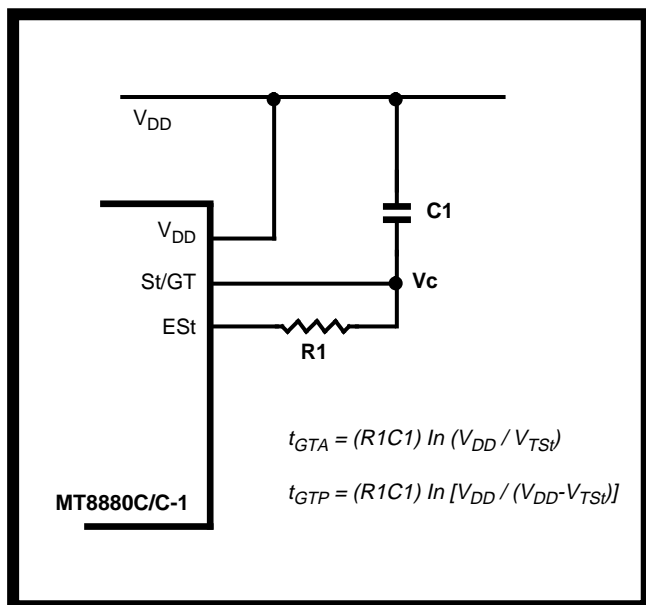 VDD
VDD
C1
St/GT
Vc
ESt
R1
tGTA = (R1C1) In (VDD / VTSt)
tGTP = (R1C1) In [VDD / (VDD-VTSt)]
MT8880C/C-1